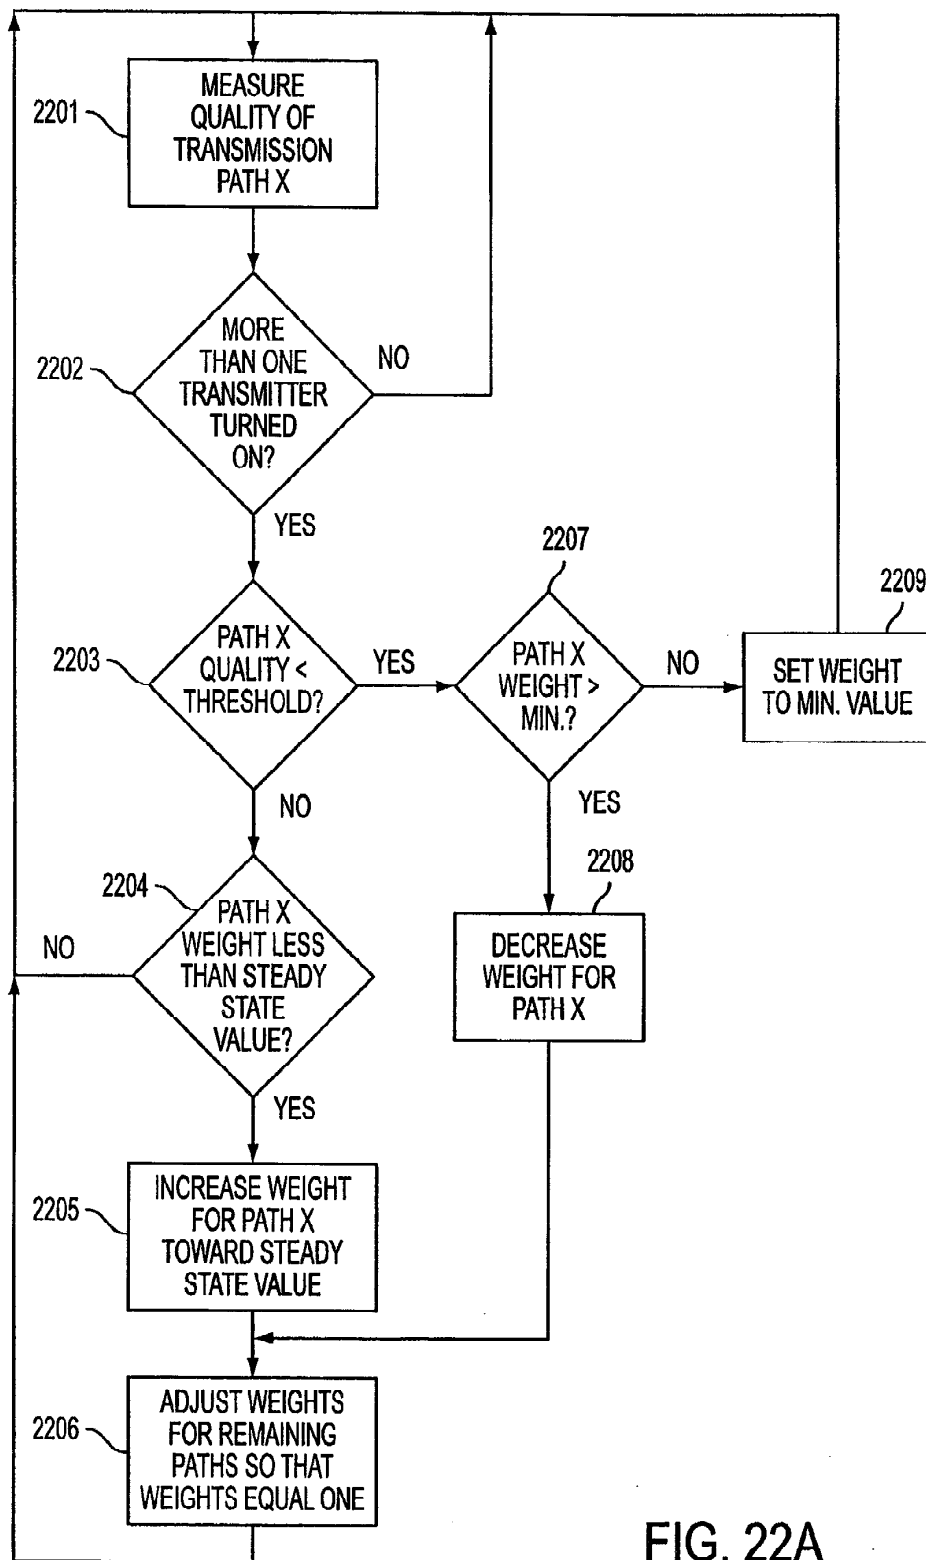 MEASURE
QUALITY OF
TRANSMISSION
PATH X
2201
MORE
THAN ONE
TRANSMITTER
TURNED
ON?
2202
NO
YES
PATH X
QUALITY <
THRESHOLD?
2203
YES
2207
PATH X
WEIGHT >
MIN.?
NO
2209
SET WEIGHT
TO MIN. VALUE
NO
YES
2204
PATH X
WEIGHT LESS
THAN STEADY
STATE
VALUE?
NO
2208
DECREASE
WEIGHT FOR
PATH X
YES
2205
INCREASE WEIGHT
FOR PATH X
TOWARD STEADY
STATE VALUE
2206
ADJUST WEIGHTS
FOR REMAINING
PATHS SO THAT
WEIGHTS EQUAL ONE
FIG. 22A